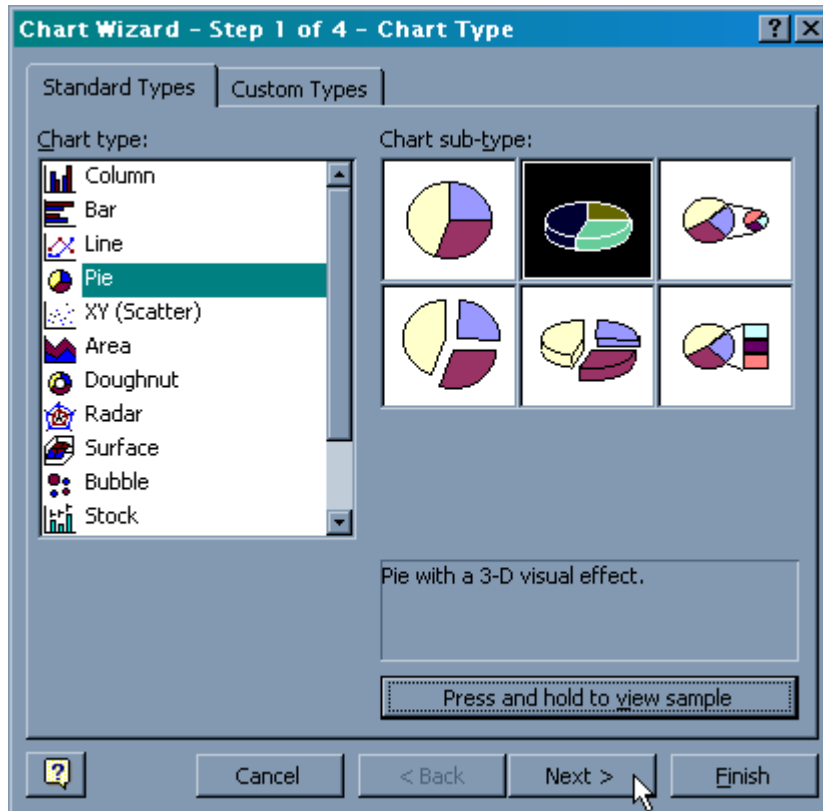 Chart Wizard - Step 1 of 4 - Chart Type
Standard Types
Custom Types
Chart type:
Column
Bar
Line
Pie
XY (Scatter)
Area
Doughnut
Radar
Surface
Bubble
Stock
Chart sub-type:
Pie with a 3-D visual effect.
Press and hold to view sample
Cancel
< Back
Next >
Finish